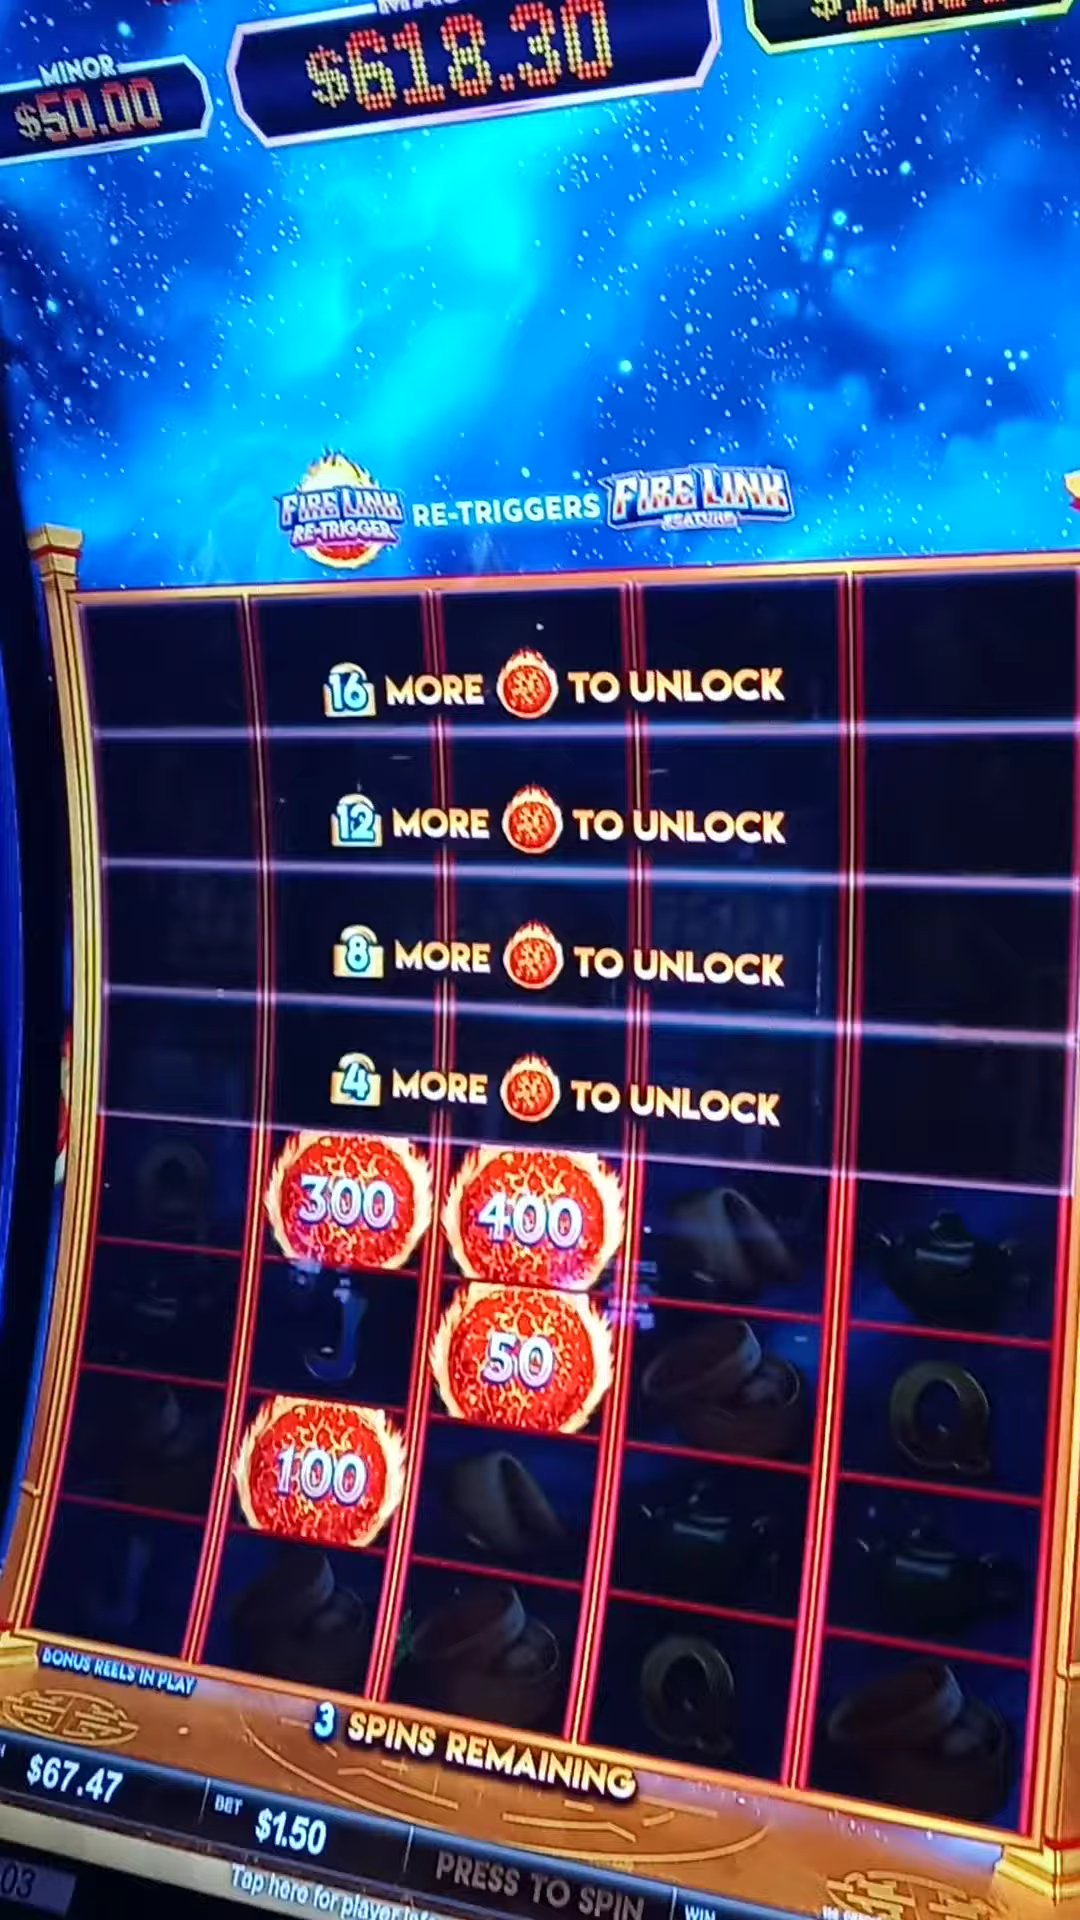 MINOR
$50.00
$618.30
FIRE LINK
RE-TRIGGER
RE-TRIGGERS
FIRE LINK
FEATURE
16 MORE TO UNLOCK
12 MORE TO UNLOCK
8 MORE TO UNLOCK
4 MORE TO UNLOCK
300
400
J
50
Q
100
J
Q
BONUS REELS IN PLAY
3 SPINS REMAINING
$67.47
BET
$1.50
PRESS TO SPIN
WIN
03
Tap here for player